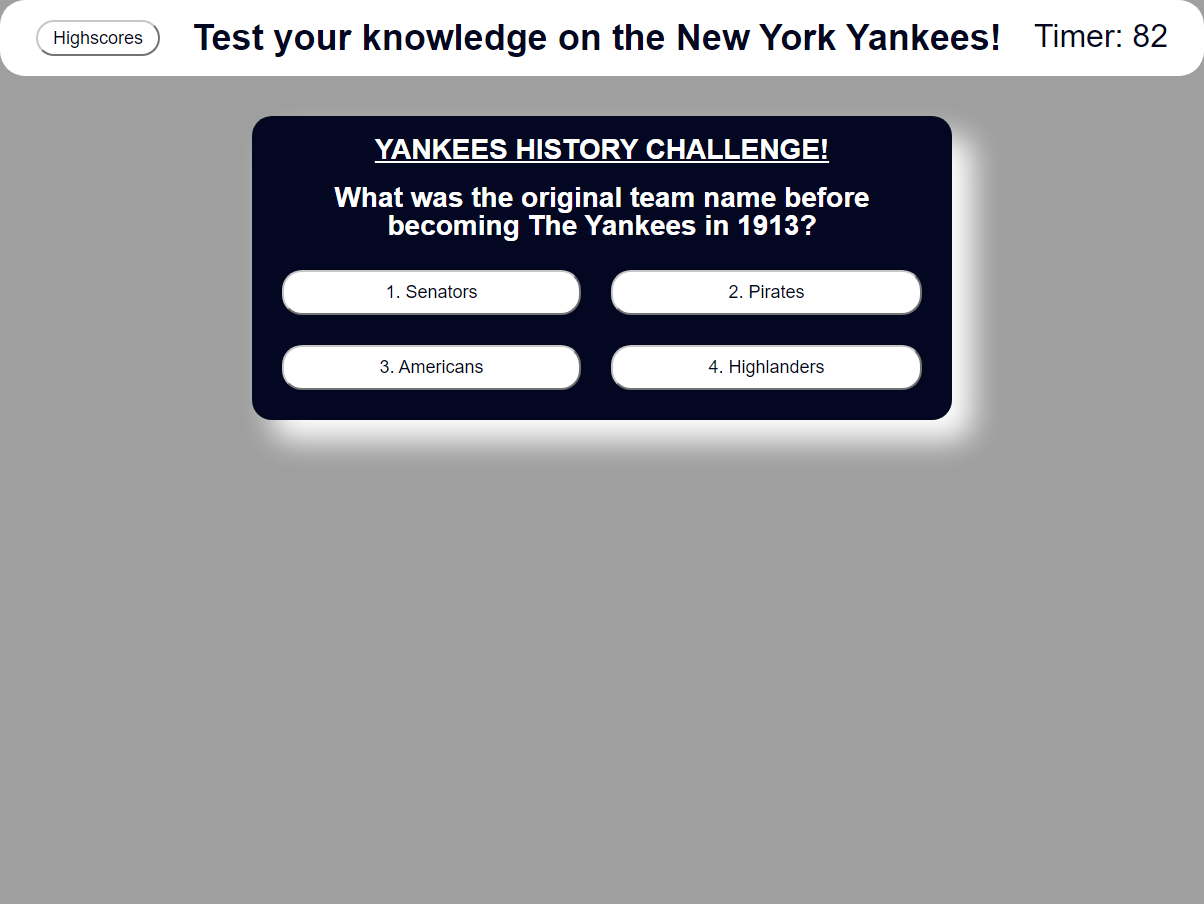 Highscores
Test your knowledge on the New York Yankees!
Timer: 82
YANKEES HISTORY CHALLENGE!
What was the original team name before
becoming The Yankees in 1913?
1. Senators
2. Pirates
3. Americans
4. Highlanders